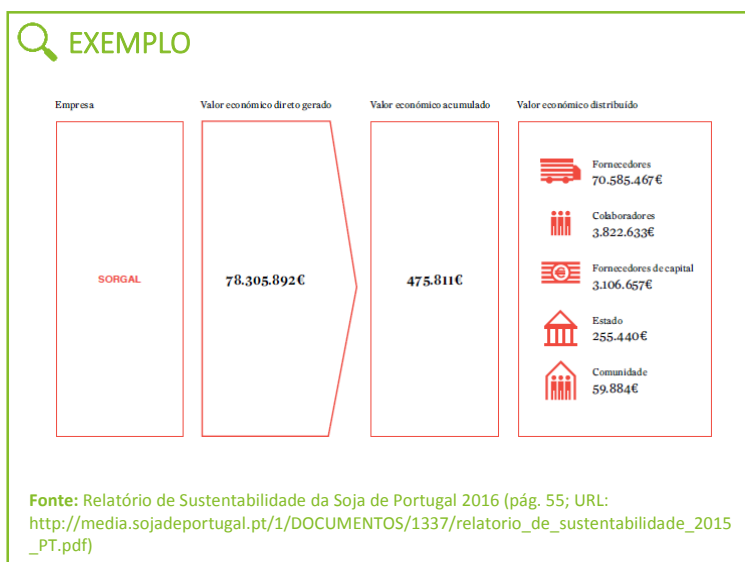 EXEMPLO
Empresa
Valor económico direto gerado
Valor económico acumulado
Valor económico distribuído
SORGAL
78.305.892€
475.811€
Fornecedores
70.585.467€
Colaboradores
3.822.633€
Fornecedores de capital
3.106.657€
Estado
255.440€
Comunidade
59.884€
Fonte: Relatório de Sustentabilidade da Soja de Portugal 2016 (pág. 55; URL:
http://media.sojadeportugal.pt/1/DOCUMENTOS/1337/relatorio_de_sustentabilidade_2015
_PT.pdf)